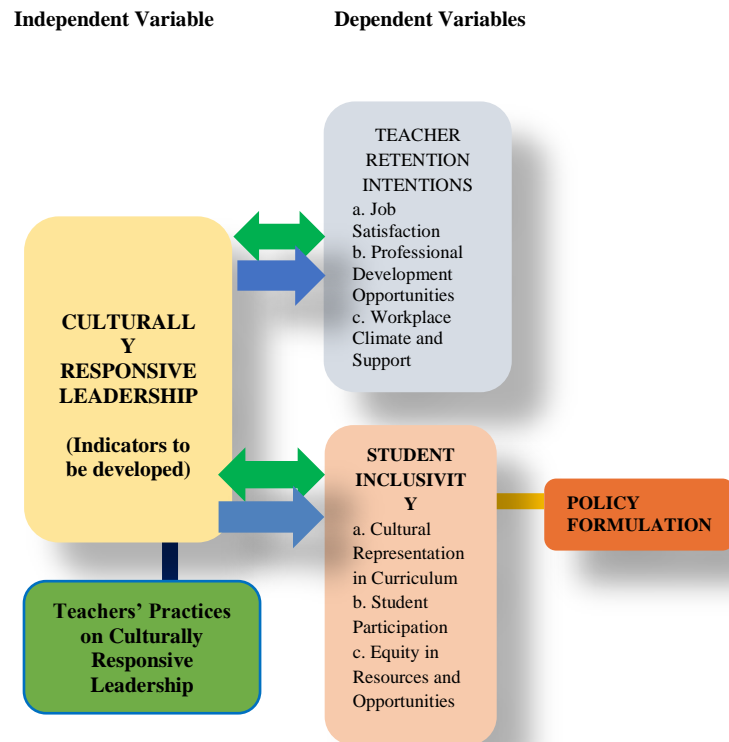 Independent Variable
Dependent Variables
TEACHER
RETENTION
INTENTIONS
a. Job
Satisfaction
b. Professional
Development
Opportunities
c. Workplace
Climate and
Support
CULTURALL
Y
RESPONSIVE
LEADERSHIP
(Indicators to
be developed)
STUDENT
INCLUSIVIT
Y
a. Cultural
Representation
in Curriculum
b. Student
Participation
c. Equity in
Resources and
Opportunities
POLICY
FORMULATION
Teachers’ Practices
on Culturally
Responsive
Leadership